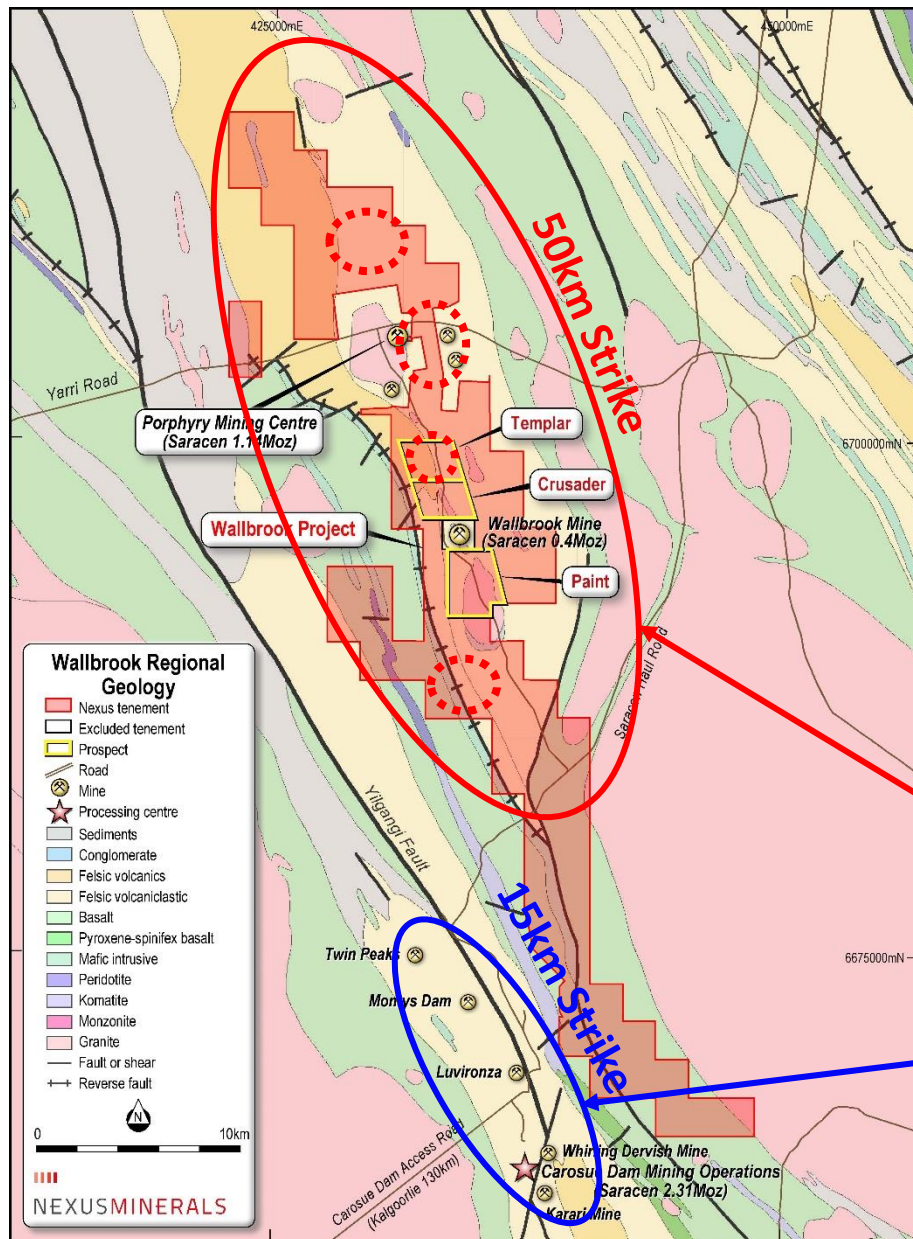 425000mE
450000mE
50km Strike
Yarri Road
Porphyry Mining Centre
(Saracen 1.14Moz)
Templar
6700000mN
Crusader
Wallbrook Project
Wallbrook Mine
(Saracen 0.4Moz)
Paint
Saracen Haul Road
Wallbrook Regional
Geology
Nexus tenement
Excluded tenement
Prospect
Road
Mine
Processing centre
Sediments
Conglomerate
Felsic volcanics
Felsic volcaniclastic
Basalt
Pyroxene-spinifex basalt
Mafic intrusive
Peridotite
Komatite
Monzonite
Granite
Fault or shear
Reverse fault
N
0
10km
NEXUSMINERALS
Yilgangi Fault
15km Strike
Twin Peaks
6675000mN
Montys Dam
Luvironza
Carosue Dam Access Road
(Kalgoorlie 130km)
Whirling Dervish Mine
Carosue Dam Mining Operations
(Saracen 2.31Moz)
Karari Mine